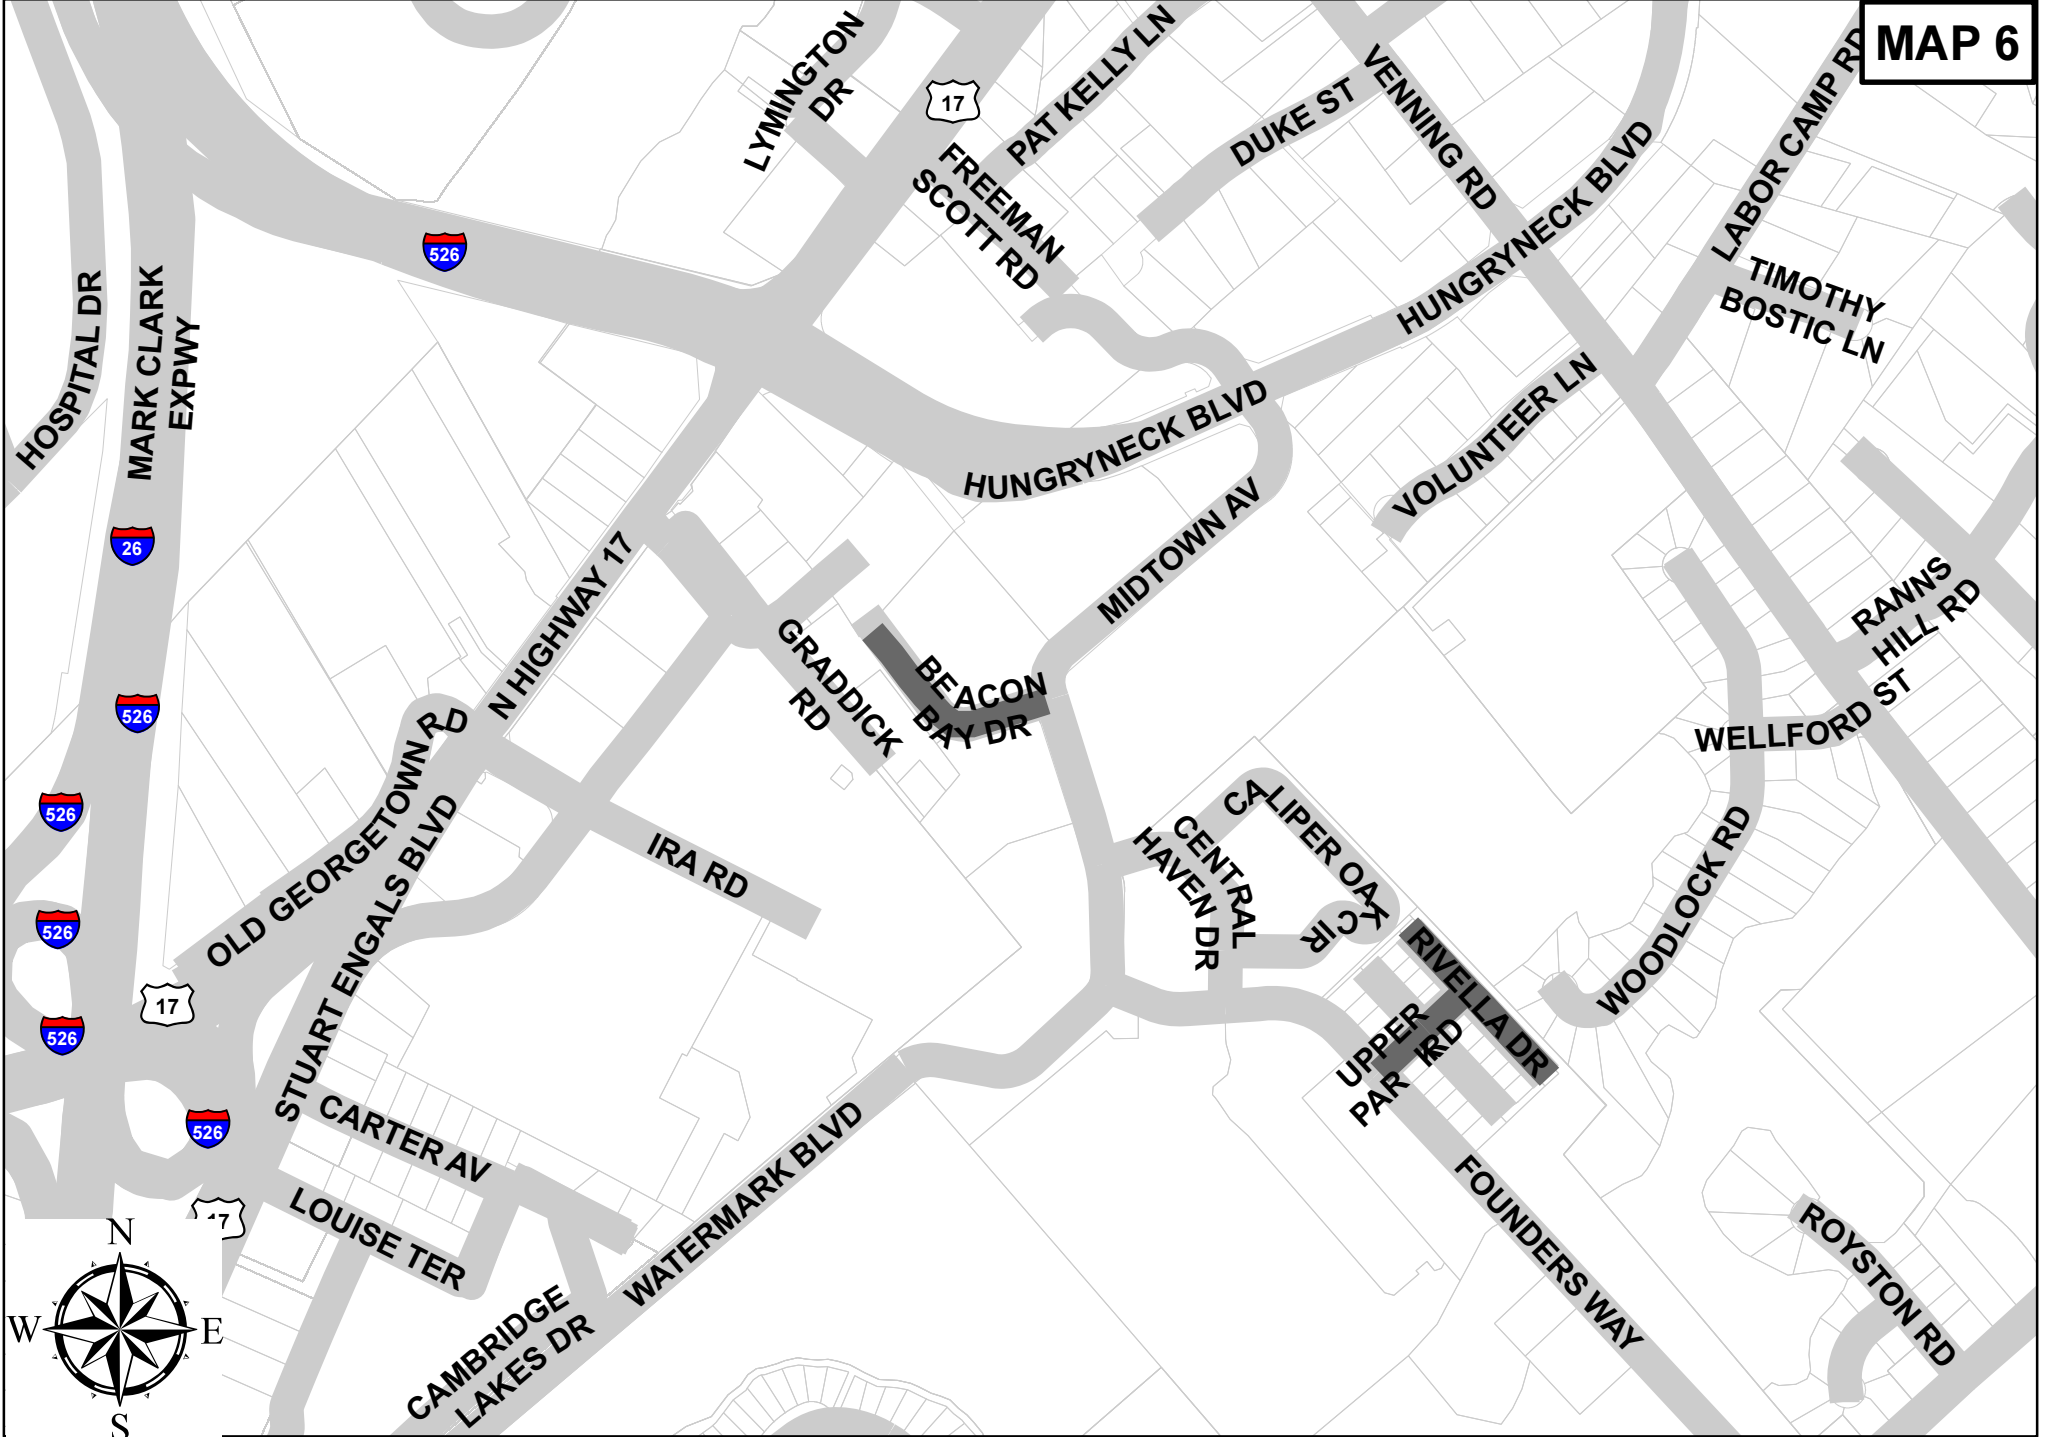 MAP 6
LYMINGTON
DR
17
PAT KELLY LN
DUKE ST
VENNING RD
LABOR CAMP RD
FREEMAN
SCOTT RD
HUNGRYNECK BLVD
TIMOTHY
BOSTIC LN
526
HOSPITAL DR
MARK CLARK
EXPWY
HUNGRYNECK BLVD
VOLUNTEER LN
26
N HIGHWAY 17
MIDTOWN AV
RANNS
HILL RD
GRADDICK
RD
BEACON
BAY DR
526
WELLFORD ST
OLD GEORGETOWN RD
526
STUART ENGALS BLVD
IRA RD
CALIPER OAK CIR
CENTRAL
HAVEN DR
WOODLOCK RD
526
17
526
RIVELLA DR
UPPER
PARK RD
526
CARTER AV
WATERMARK BLVD
LOUISE TER
17
FOUNDERS WAY
ROYSTON RD
CAMBRIDGE
LAKES DR
N
W E
S